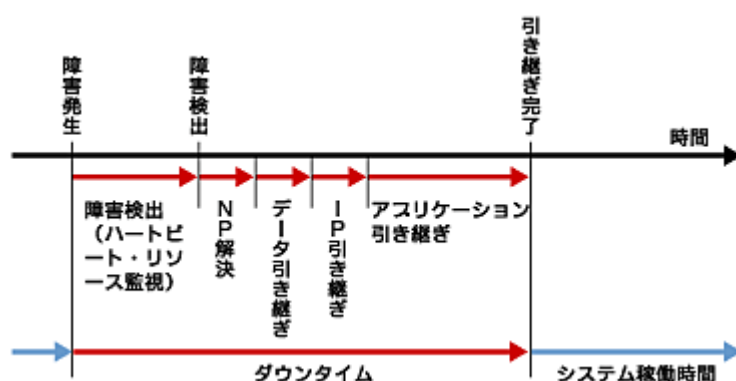 障害発生
障害検出
引き継ぎ完了
時間
障害検出
（ハートビ
ート・リソ
ース監視）
NP解決
データ引き継ぎ
IP引き継ぎ
アプリケーション
引き継ぎ
ダウンタイム
システム稼働時間